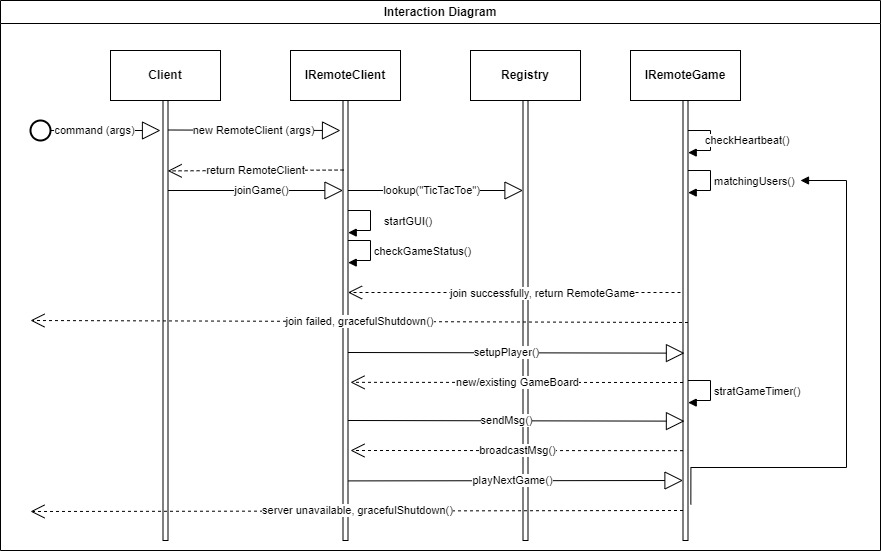 Interaction Diagram
Client
IRemoteClient
Registry
IRemoteGame
command (args)
new RemoteClient (args)
checkHeartbeat()
return RemoteClient
matchingUsers()
joinGame()
lookup("TicTacToe")
startGUI()
checkGameStatus()
join successfully, return RemoteGame
join failed, gracefulShutdown()
setupPlayer()
new/existing GameBoard
stratGameTimer()
sendMsg()
broadcastMsg()
playNextGame()
server unavailable, gracefulShutdown()